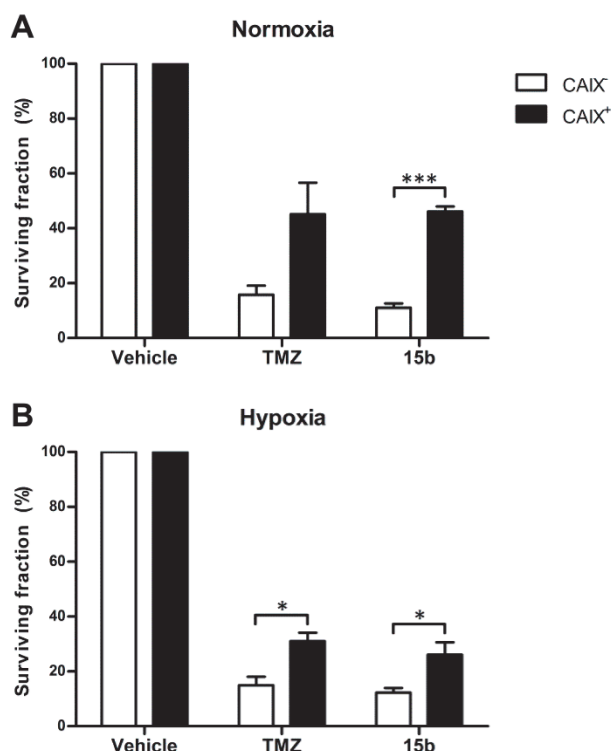 A
Normoxia
CAIX⁻
CAIX⁺
Surviving fraction (%)
100
80
60
40
20
0
***
Vehicle TMZ 15b
B
Hypoxia
Surviving fraction (%)
100
80
60
40
20
0
* *
Vehicle TMZ 15b